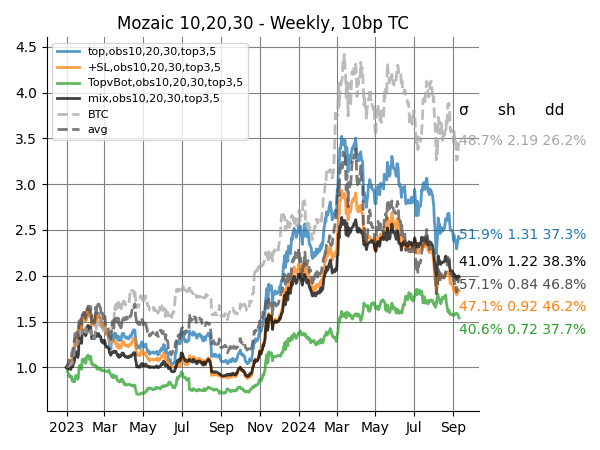 Mozaic 10,20,30 - Weekly, 10bp TC
top,obs10,20,30,top3,5
+SL,obs10,20,30,top3,5
TopvBot,obs10,20,30,top3,5
mix,obs10,20,30,top3,5
BTC
avg
4.5
4.0
3.5
3.0
2.5
2.0
1.5
1.0
σ sh dd
48.7% 2.19 26.2%
51.9% 1.31 37.3%
41.0% 1.22 38.3%
57.1% 0.84 46.8%
47.1% 0.92 46.2%
40.6% 0.72 37.7%
2023 Mar May Jul Sep Nov 2024 Mar May Jul Sep